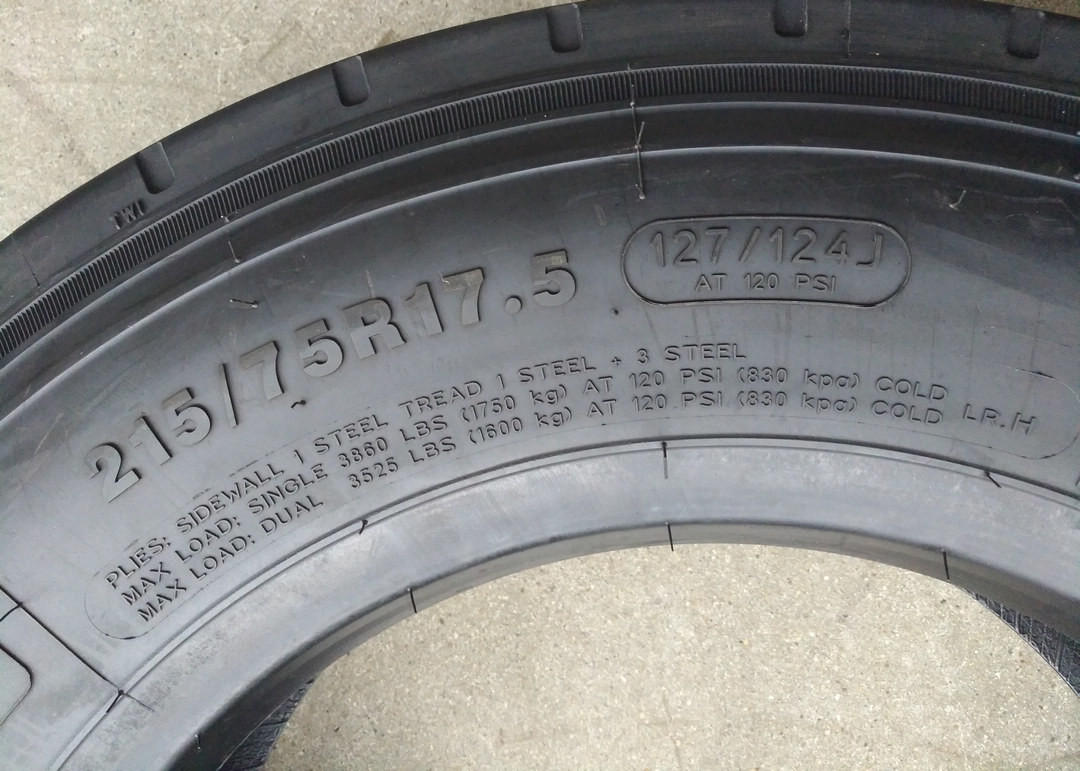 TWI
127/124J
AT 120 PSI
215/75R17.5
PLIES: SIDEWALL 1 STEEL TREAD 1 STEEL + 3 STEEL
MAX LOAD: SINGLE 3860 LBS (1750 kg) AT 120 PSI (830 kpa) COLD
MAX LOAD: DUAL 3525 LBS (1600 kg) AT 120 PSI (830 kpa) COLD
LR.H